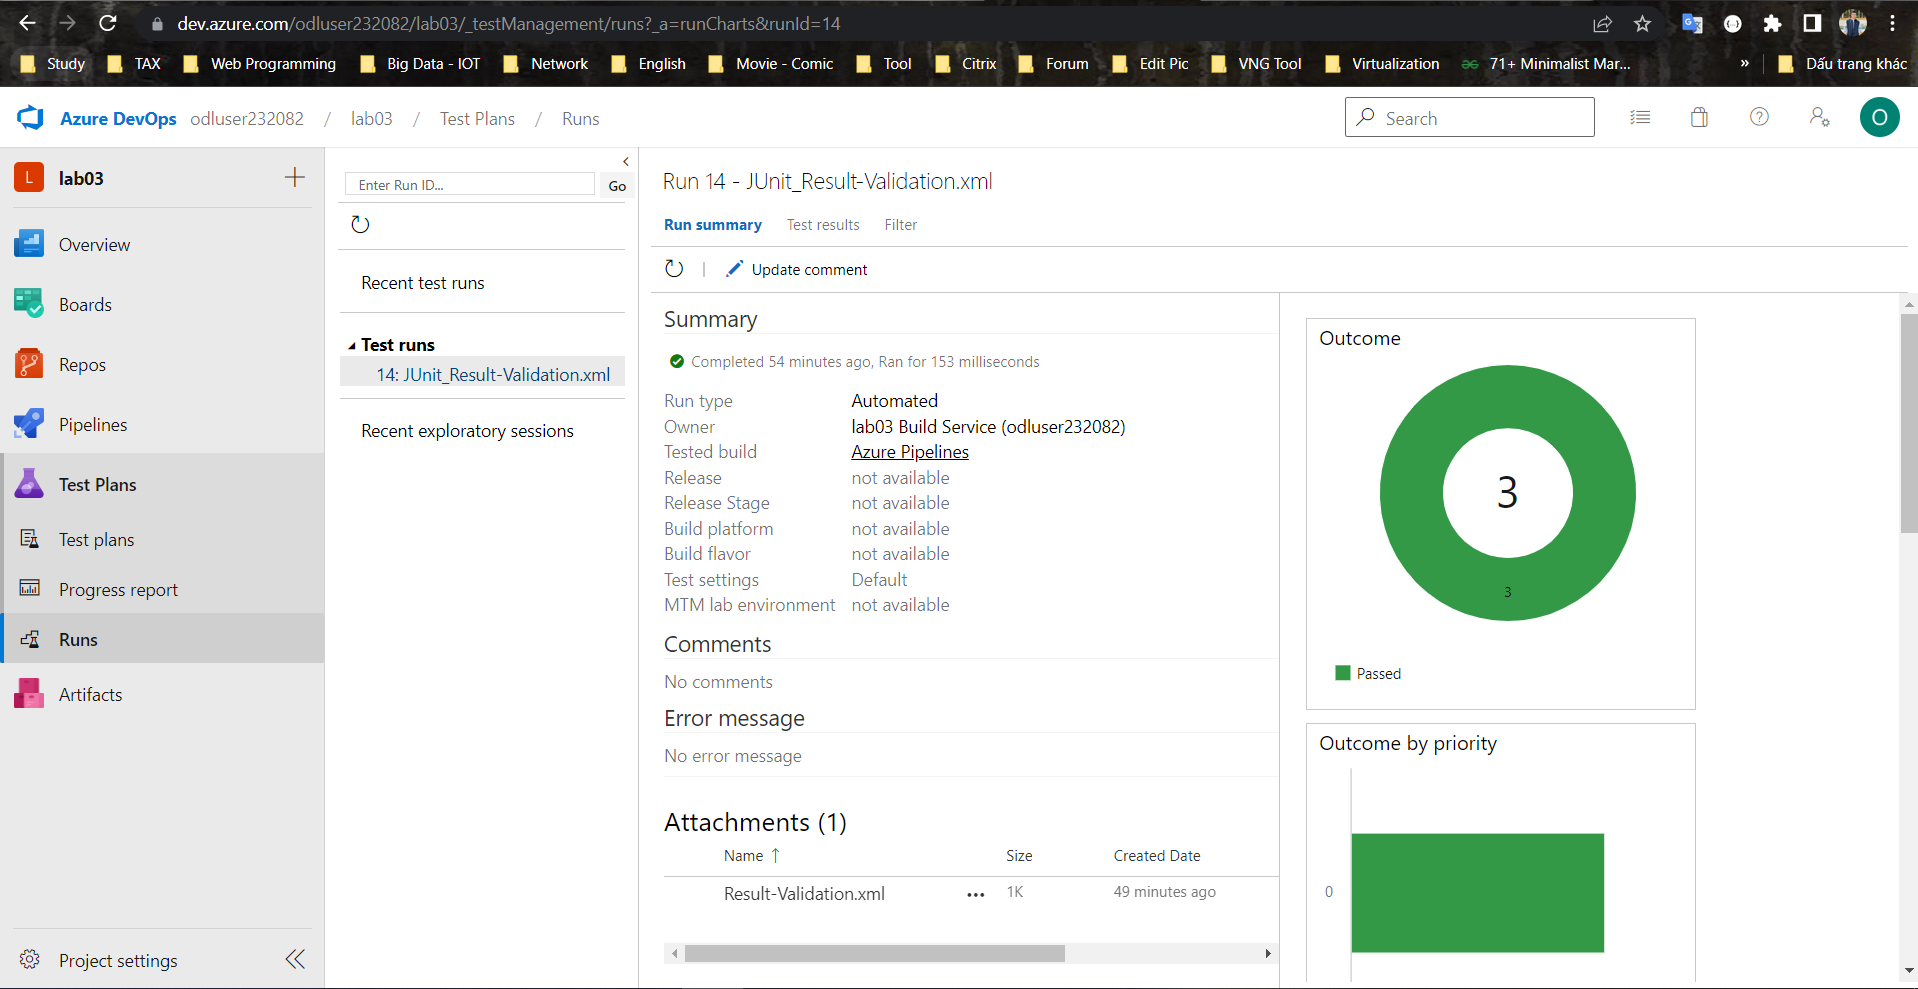 dev.azure.com/odluser232082/lab03/_testManagement/runs?_a=runCharts&runId=14
Study TAX Web Programming Big Data - IOT Network English Movie - Comic Tool Citrix Forum Edit Pic VNG Tool Virtualization 71+ Minimalist Mar... » Dấu trang khác
Azure DevOps odluser232082 / lab03 / Test Plans / Runs
Search
O
L lab03
Overview
Boards
Repos
Pipelines
Test Plans
Test plans
Progress report
Runs
Artifacts
Project settings
Enter Run ID... Go
Recent test runs
Test runs
14: JUnit_Result-Validation.xml
Recent exploratory sessions
Run 14 - JUnit_Result-Validation.xml
Run summary Test results Filter
Update comment
Summary
Completed 54 minutes ago, Ran for 153 milliseconds
Run type Automated
Owner lab03 Build Service (odluser232082)
Tested build Azure Pipelines
Release not available
Release Stage not available
Build platform not available
Build flavor not available
Test settings Default
MTM lab environment not available
Comments
No comments
Error message
No error message
Attachments (1)
Name ↑ Size Created Date
Result-Validation.xml ... 1K 49 minutes ago
Outcome
3
3
Passed
Outcome by priority
0